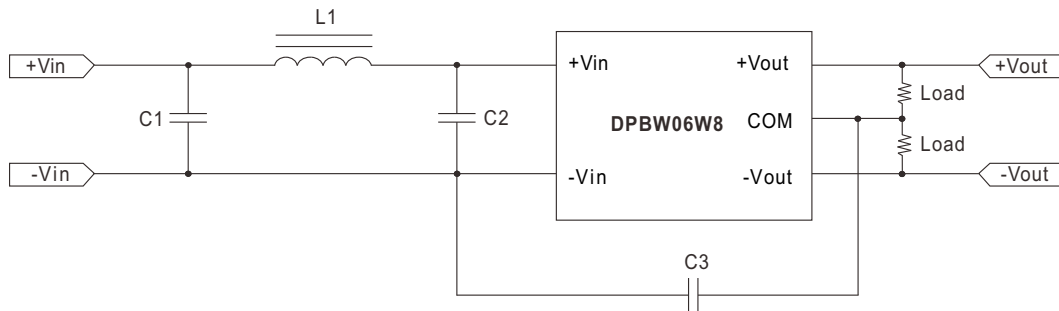 L1
+Vin
+Vin
+Vout
+Vout
Load
C1
C2
DPBW06W8
COM
Load
-Vin
-Vin
-Vout
-Vout
C3